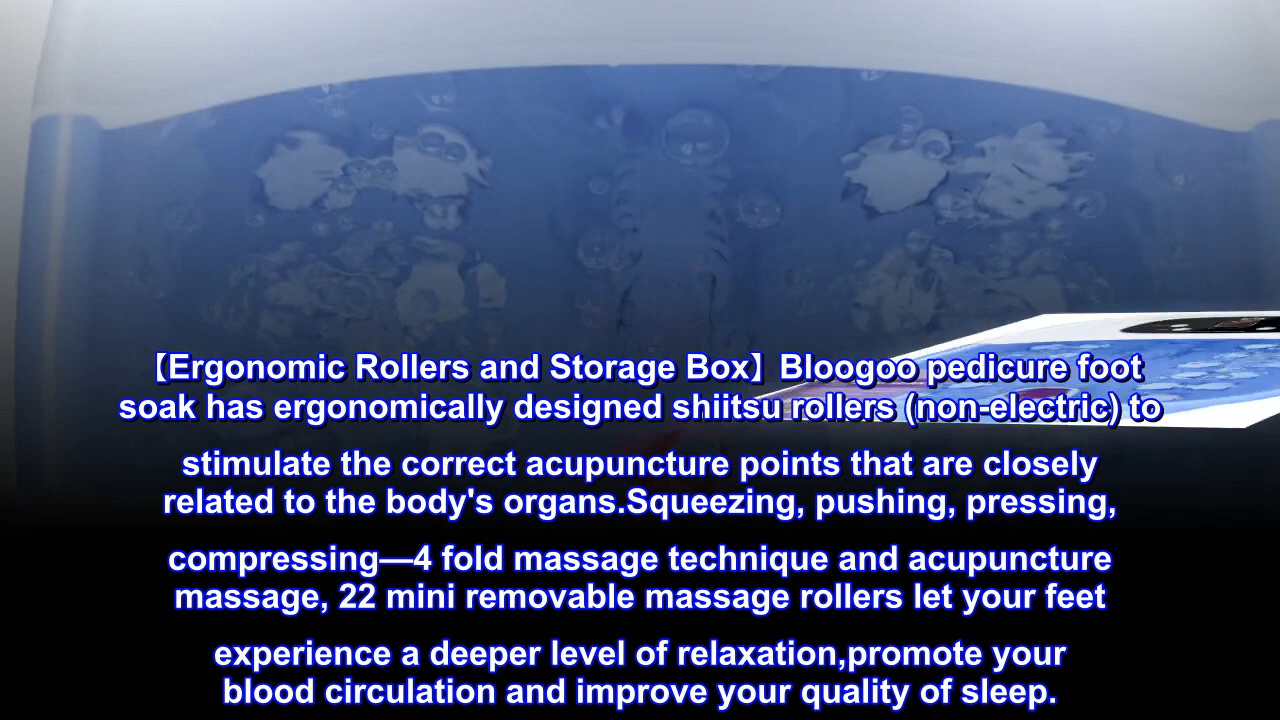 【Ergonomic Rollers and Storage Box】Bloogoo pedicure foot
soak has ergonomically designed shiitsu rollers (non-electric) to
stimulate the correct acupuncture points that are closely
related to the body's organs.Squeezing, pushing, pressing,
compressing—4 fold massage technique and acupuncture
massage, 22 mini removable massage rollers let your feet
experience a deeper level of relaxation,promote your
blood circulation and improve your quality of sleep.